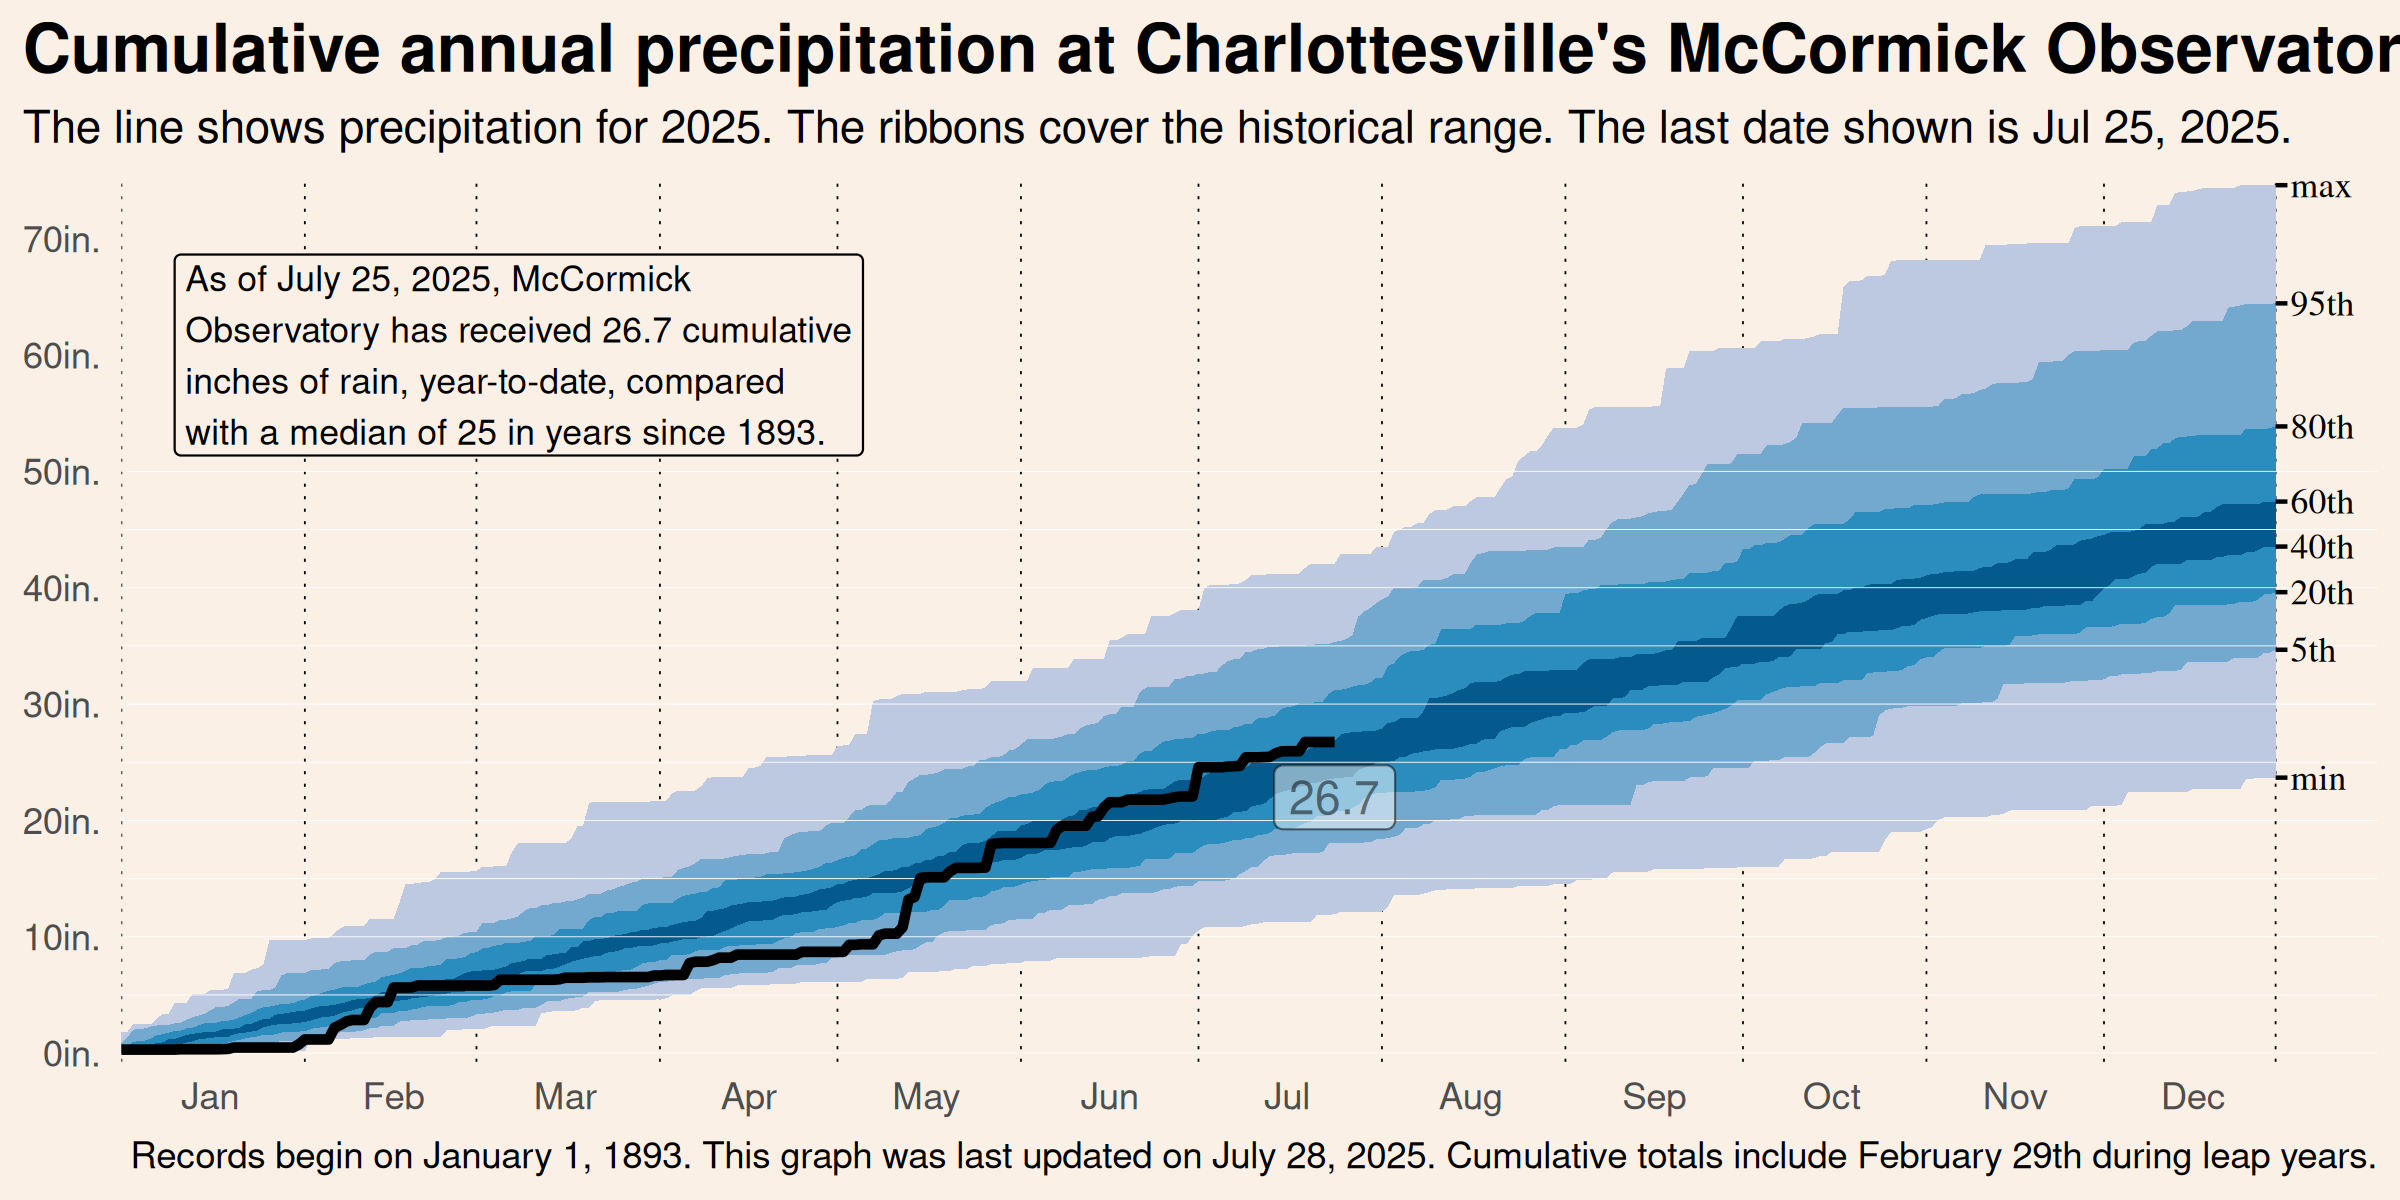 Cumulative annual precipitation at Charlottesville's McCormick Observator
The line shows precipitation for 2025. The ribbons cover the historical range. The last date shown is Jul 25, 2025.
max
70in.
As of July 25, 2025, McCormick
Observatory has received 26.7 cumulative
inches of rain, year-to-date, compared
with a median of 25 in years since 1893.
95th
60in.
80th
50in.
60th
40th
40in.
20th
5th
30in.
min
26.7
20in.
10in.
0in.
Jan Feb Mar Apr May Jun Jul Aug Sep Oct Nov Dec
Records begin on January 1, 1893. This graph was last updated on July 28, 2025. Cumulative totals include February 29th during leap years.